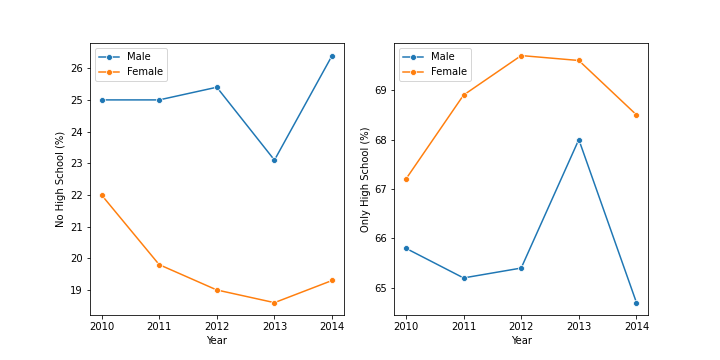 Male
Female
No High School (%)
26
25
24
23
22
21
20
19
2010 2011 2012 2013 2014
Year
Male
Female
Only High School (%)
69
68
67
66
65
2010 2011 2012 2013 2014
Year